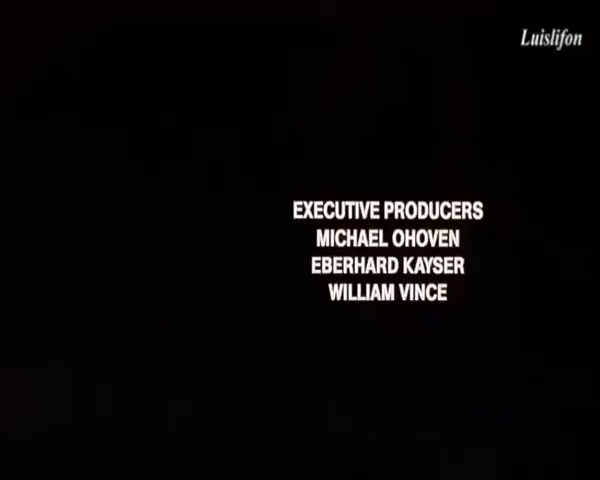 Luislifon
EXECUTIVE PRODUCERS
MICHAEL OHOVEN
EBERHARD KAYSER
WILLIAM VINCE